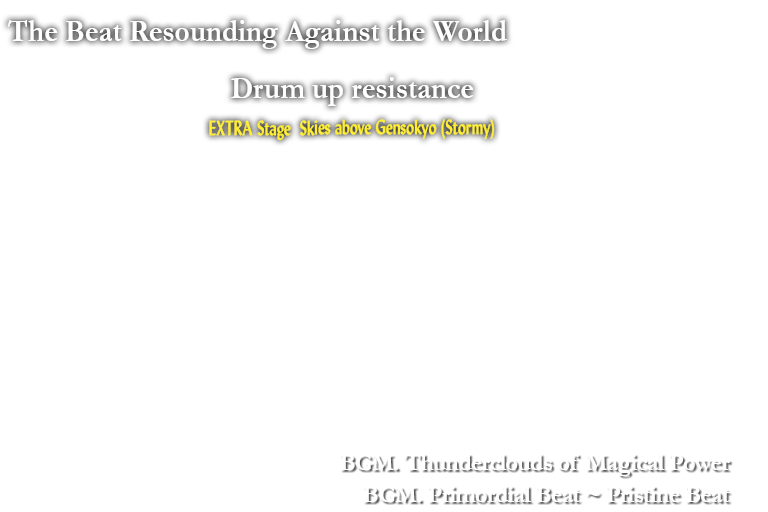 The Beat Resounding Against the World
Drum up resistance
EXTRA Stage Skies above Gensokyo (Stormy)
BGM. Thunderclouds of Magical Power
BGM. Primordial Beat ~ Pristine Beat